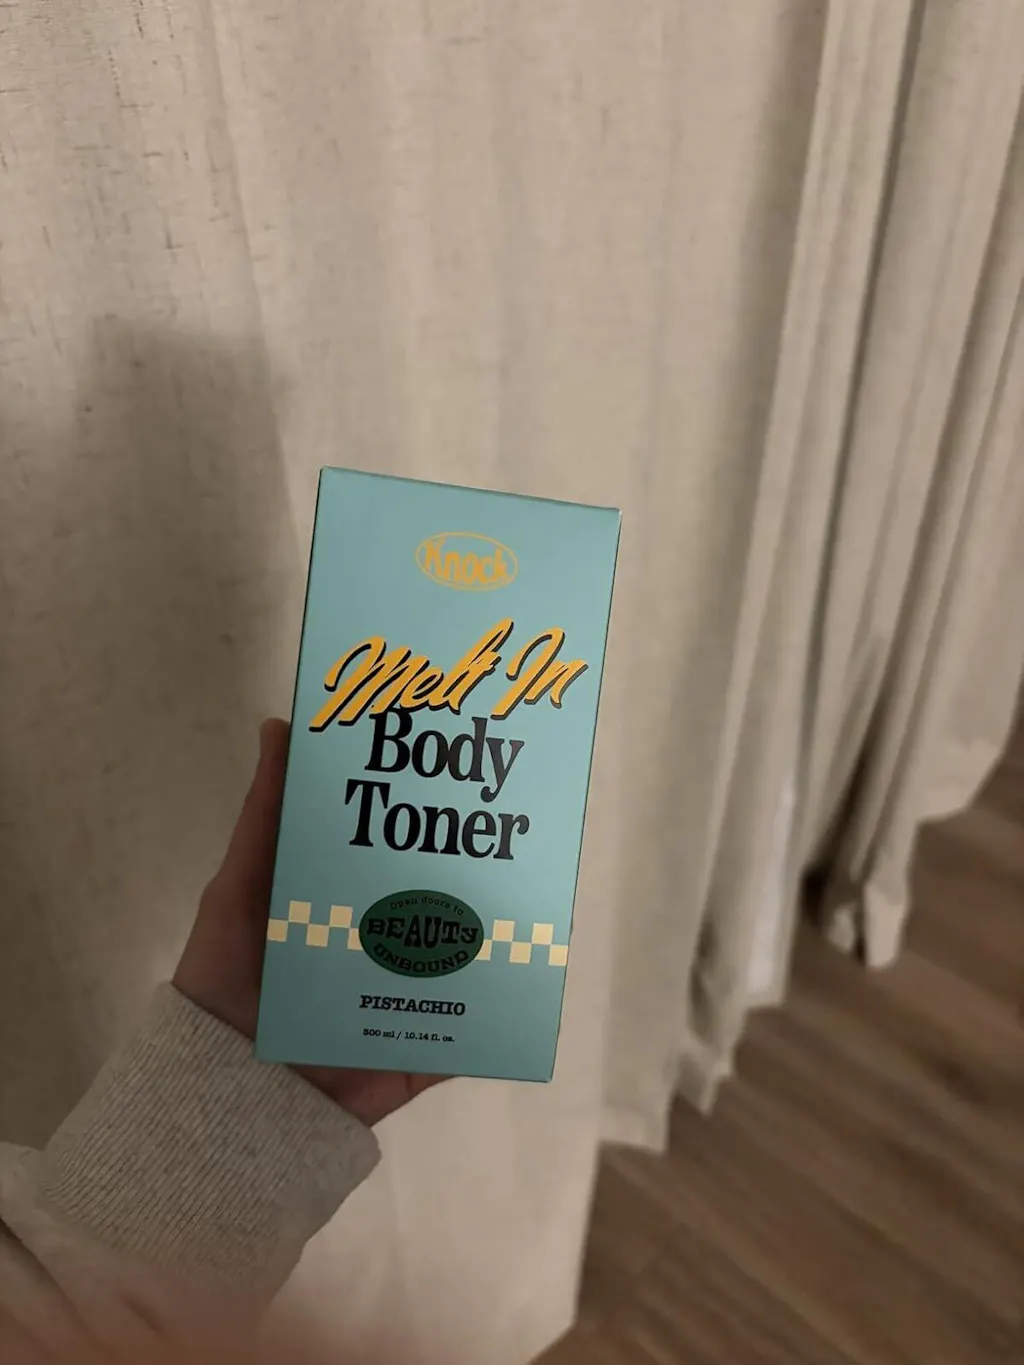 Knock
Melt In
Body
Toner
Open doors to
BEAUTY
UNBOUND
PISTACHIO
300 ml / 10.14 fl. oz.